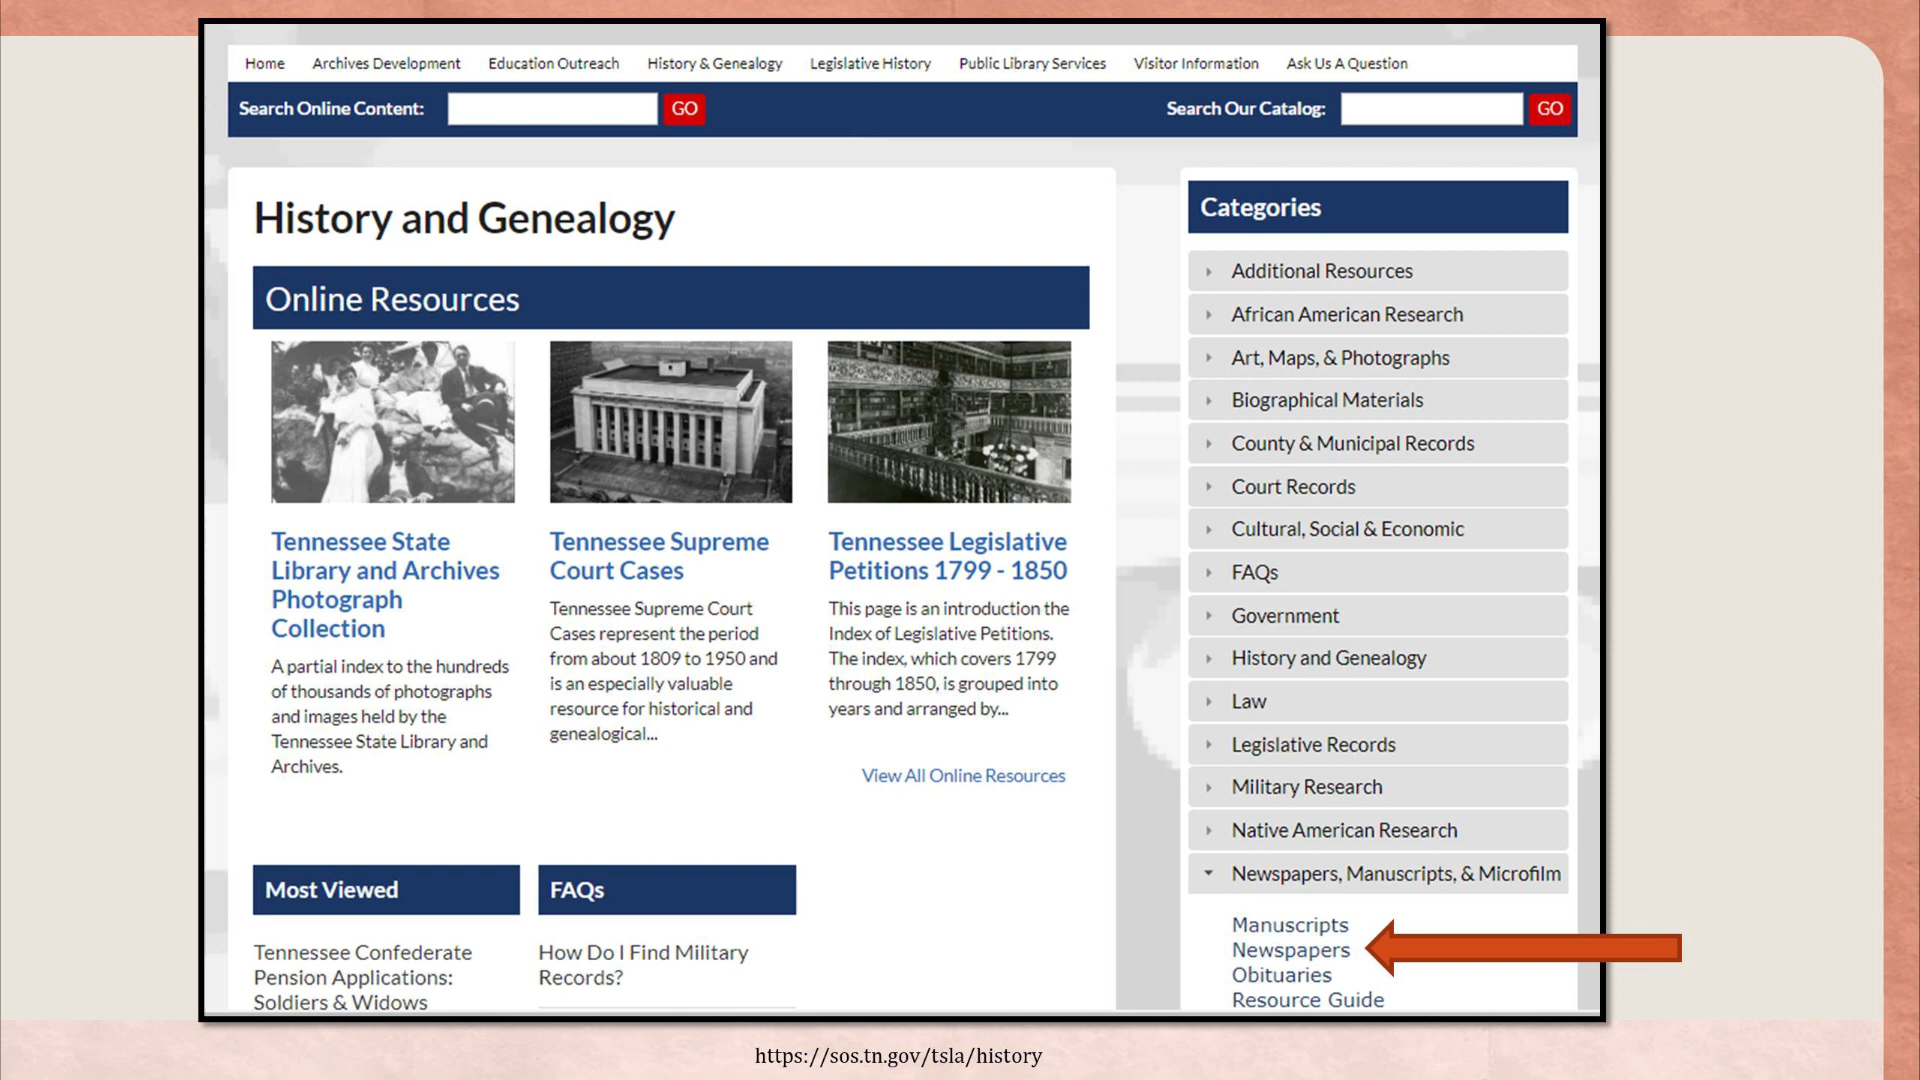 Home Archives Development Education Outreach History & Genealogy Legislative History Public Library Services Visitor Information Ask Us A Question
Search Online Content: GO Search Our Catalog: GO
History and Genealogy
Online Resources
Tennessee State
Library and Archives
Photograph
Collection
A partial index to the hundreds
of thousands of photographs
and images held by the
Tennessee State Library and
Archives.
Tennessee Supreme
Court Cases
Tennessee Supreme Court
Cases represent the period
from about 1809 to 1950 and
is an especially valuable
resource for historical and
genealogical...
Tennessee Legislative
Petitions 1799 - 1850
This page is an introduction the
Index of Legislative Petitions.
The index, which covers 1799
through 1850, is grouped into
years and arranged by...
View All Online Resources
Most Viewed
Tennessee Confederate
Pension Applications:
Soldiers & Widows
FAQs
How Do I Find Military
Records?
Categories
Additional Resources
African American Research
Art, Maps, & Photographs
Biographical Materials
County & Municipal Records
Court Records
Cultural, Social & Economic
FAQs
Government
History and Genealogy
Law
Legislative Records
Military Research
Native American Research
Newspapers, Manuscripts, & Microfilm
Manuscripts
Newspapers
Obituaries
Resource Guide
https://sos.tn.gov/tsla/history